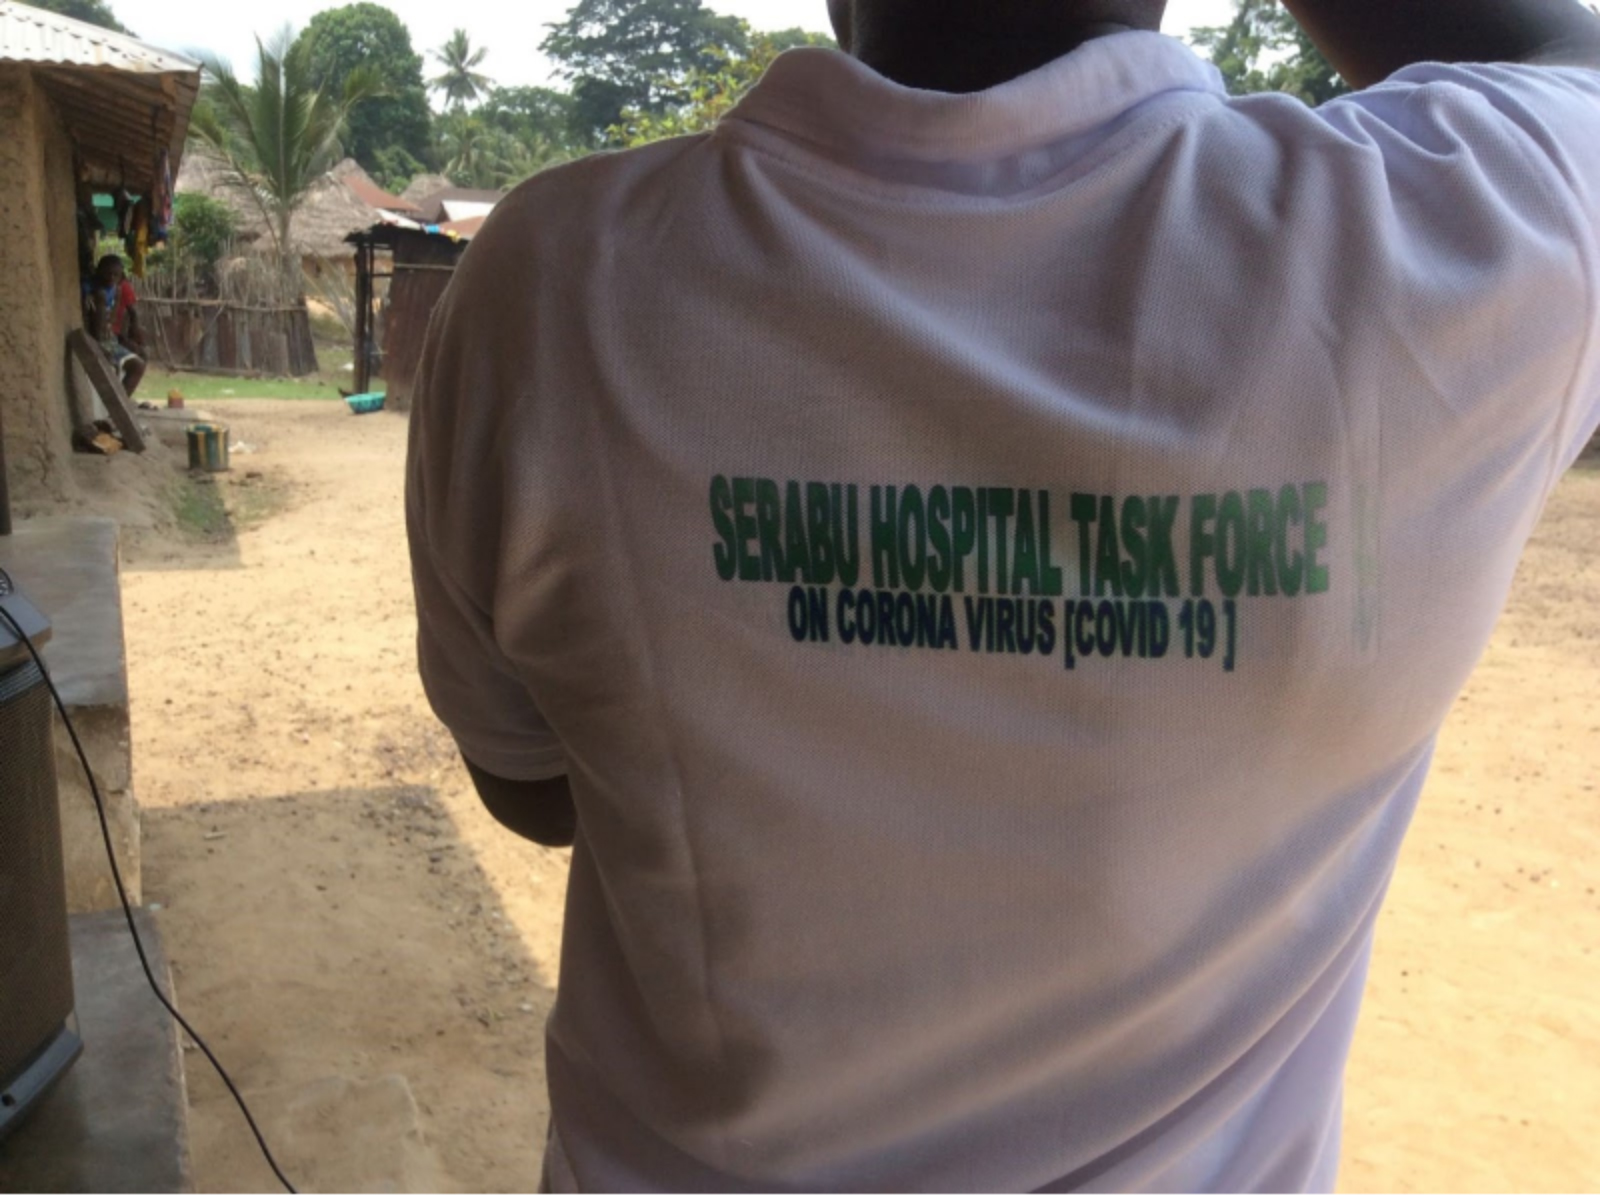 SERABU HOSPITAL TASK FORCE
ON CORONA VIRUS [COVID 19 ]